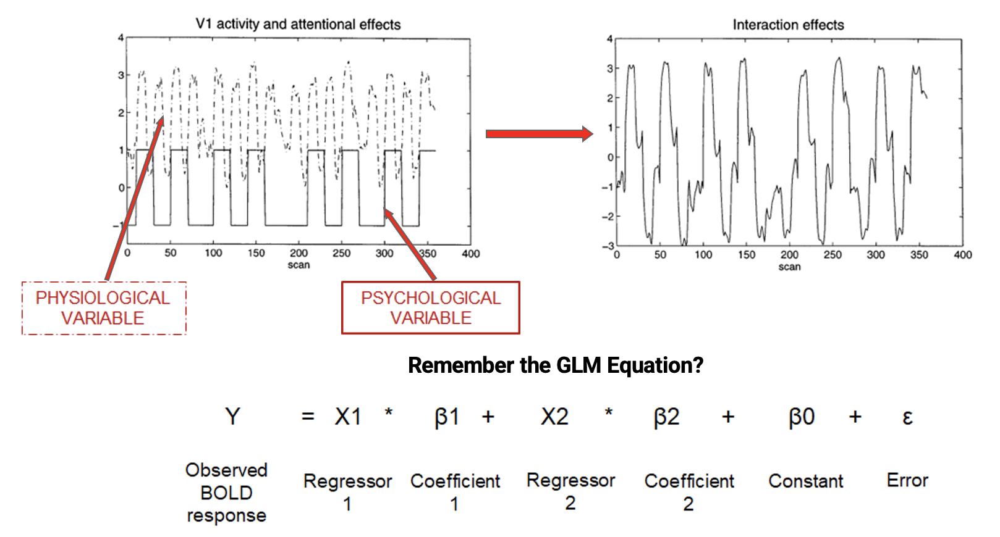 V1 activity and attentional effects
4
3
2
1
0
−1
0 50 100 150 200 250 300 350 400
scan
Interaction effects
4
3
2
1
0
−1
−2
−3
0 50 100 150 200 250 300 350 400
scan
PHYSIOLOGICAL
VARIABLE
PSYCHOLOGICAL
VARIABLE
Remember the GLM Equation?
Y = X1 * β1 + X2 * β2 + β0 + ε
Observed
BOLD
response
Regressor
1
Coefficient
1
Regressor
2
Coefficient
2
Constant
Error